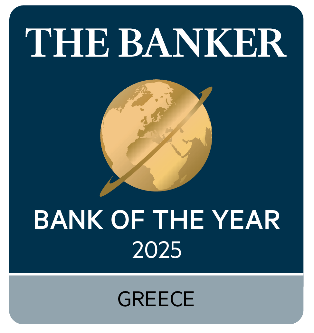 THE BANKER
BANK OF THE YEAR
2025
GREECE